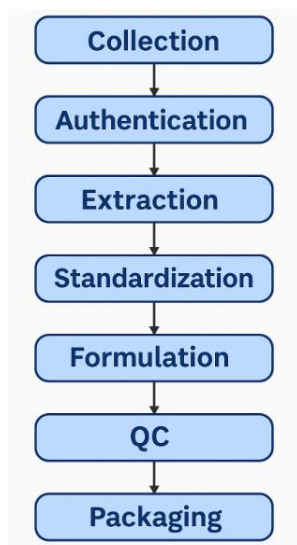 Collection
Authentication
Extraction
Standardization
Formulation
QC
Packaging